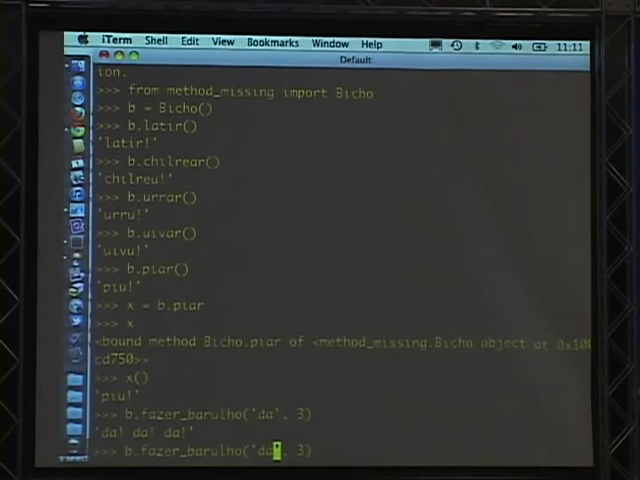 iTerm Shell Edit View Bookmarks Window Help 11:11
Default
ion.
>>> from method_missing import Bicho
>>> b = Bicho()
>>> b.latir()
'latir!'
>>> b.chilrear()
'chilreu!'
>>> b.urrar()
'urru!'
>>> b.uivar()
'uivu!'
>>> b.piar()
'piu!'
>>> x = b.piar
>>> x
<bound method Bicho.piar of <method_missing.Bicho object at 0x10
cd750>>
>>> x()
'piu!'
>>> b.fazer_barulho('da', 3)
'da! da! da!'
>>> b.fazer_barulho('da', 3)